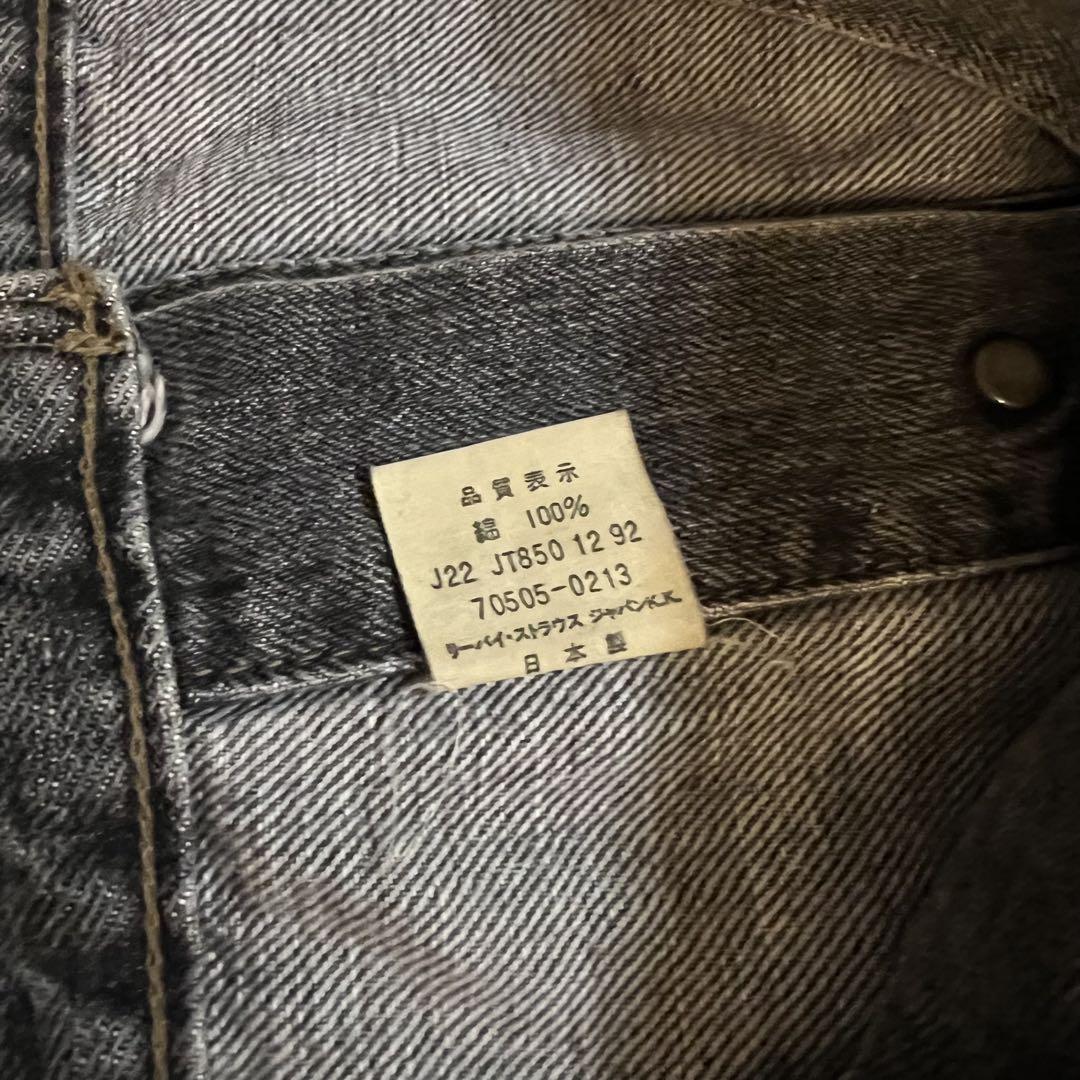 品質表示
綿 100%
J22 JT850 12 92
70505-0213
リーバイ・ストラウス ジャパンK.K.
日本製